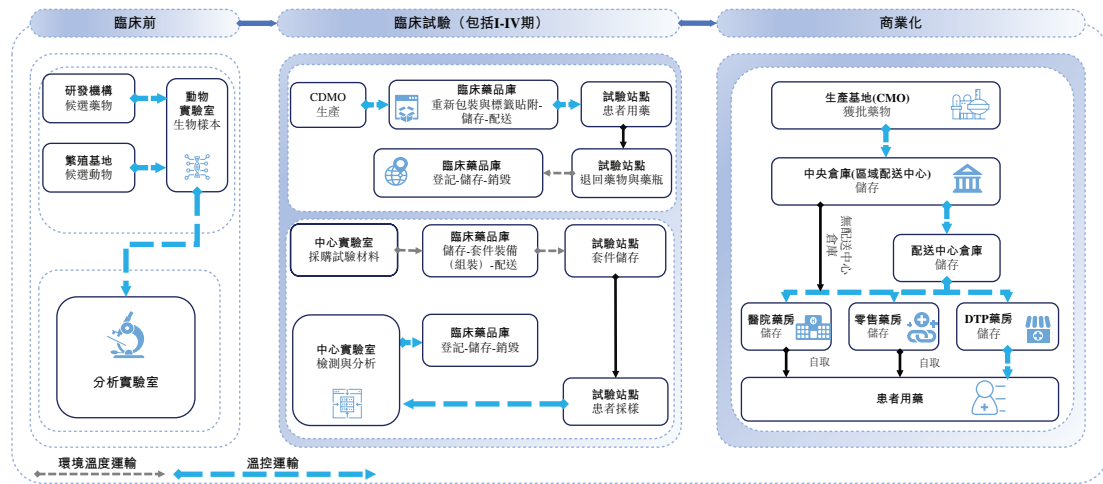 臨床前
臨床試驗（包括I-IV期）
商業化
研發機構
候選藥物
繁殖基地
候選動物
動物
實驗室
生物樣本
分析實驗室
CDMO
生產
臨床藥品庫
重新包裝與標籤貼附-
儲存-配送
試驗站點
患者用藥
臨床藥品庫
登記-儲存-銷毀
試驗站點
退回藥物與藥瓶
中心實驗室
採購試驗材料
臨床藥品庫
儲存-套件裝備
（組裝）-配送
試驗站點
套件儲存
中心實驗室
檢測與分析
臨床藥品庫
登記-儲存-銷毀
試驗站點
患者採樣
生產基地(CMO)
獲批藥物
中央倉庫(區域配送中心)
儲存
無配送中心
倉庫
配送中心倉庫
儲存
醫院藥房
儲存
零售藥房
儲存
DTP藥房
儲存
自取
自取
患者用藥
環境溫度運輸
溫控運輸